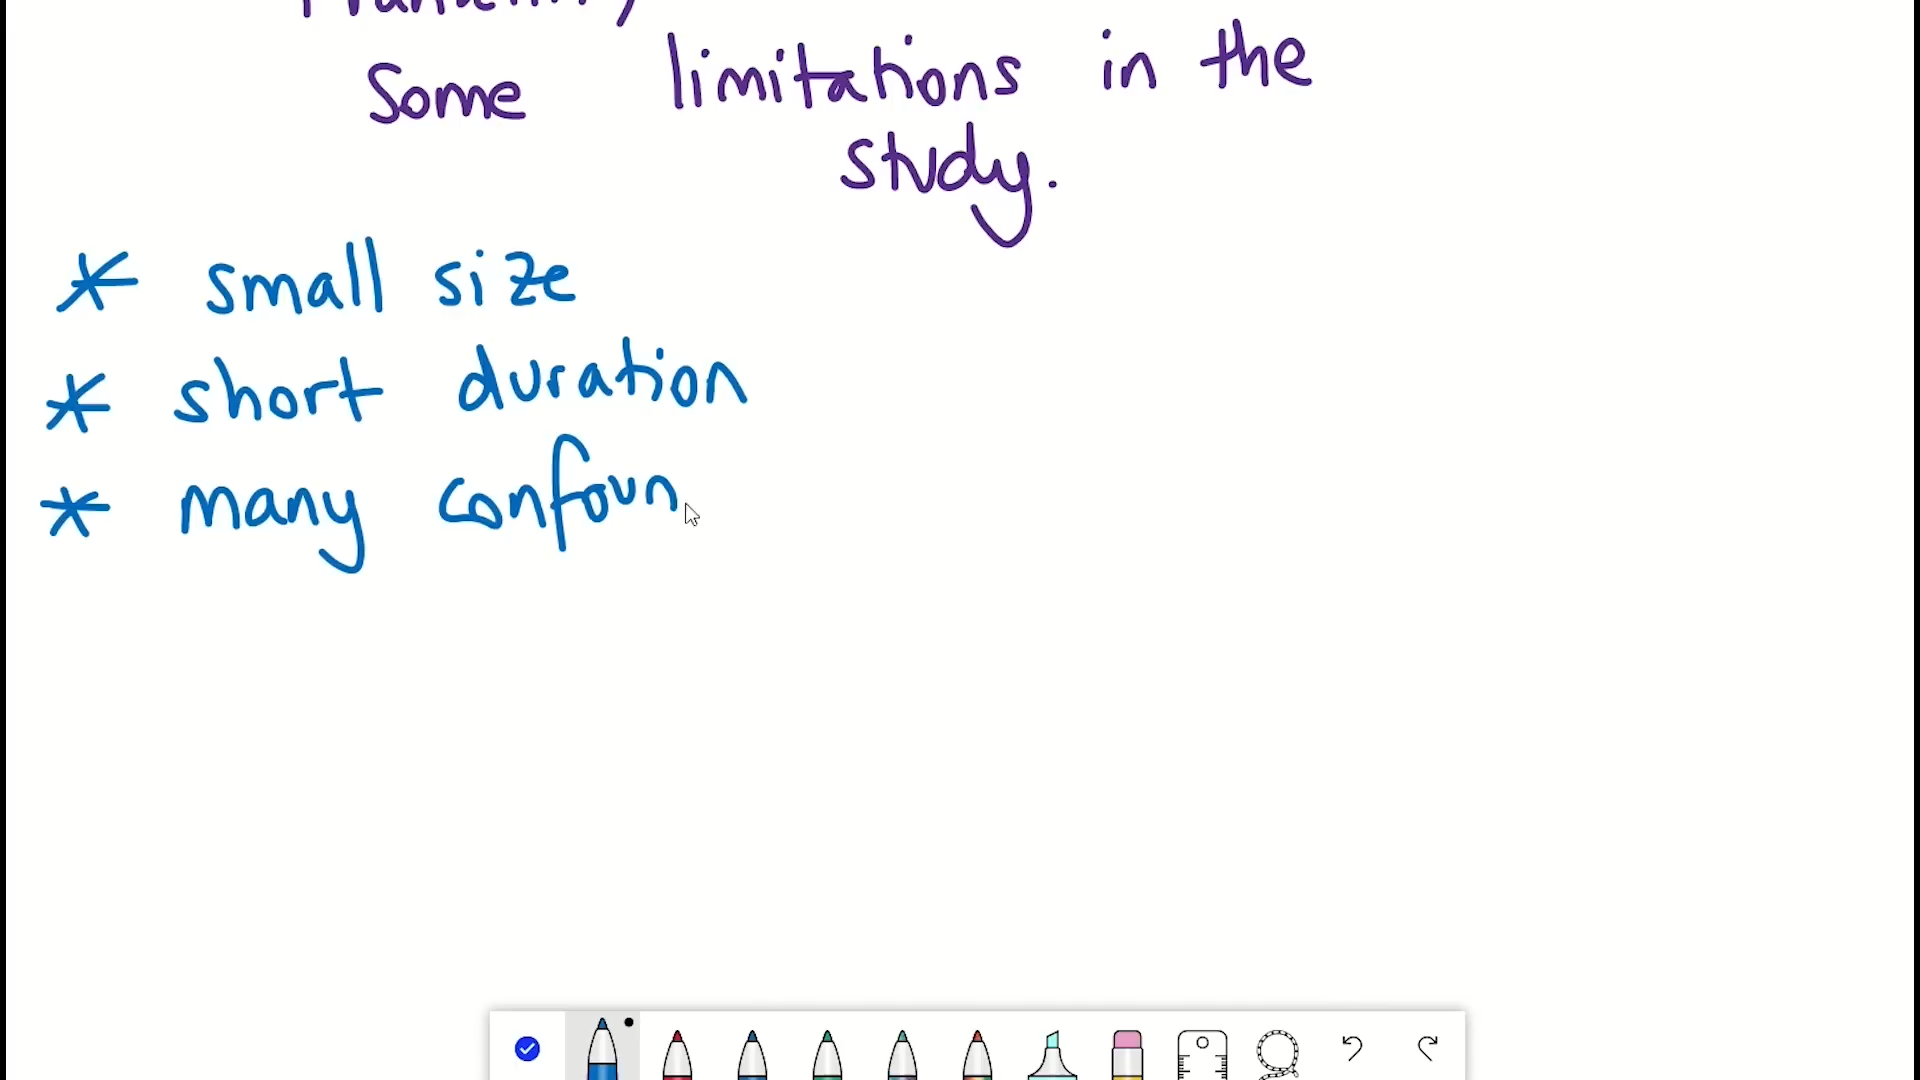 Some limitations in the
study.
* small size
* short duration
* many confoun